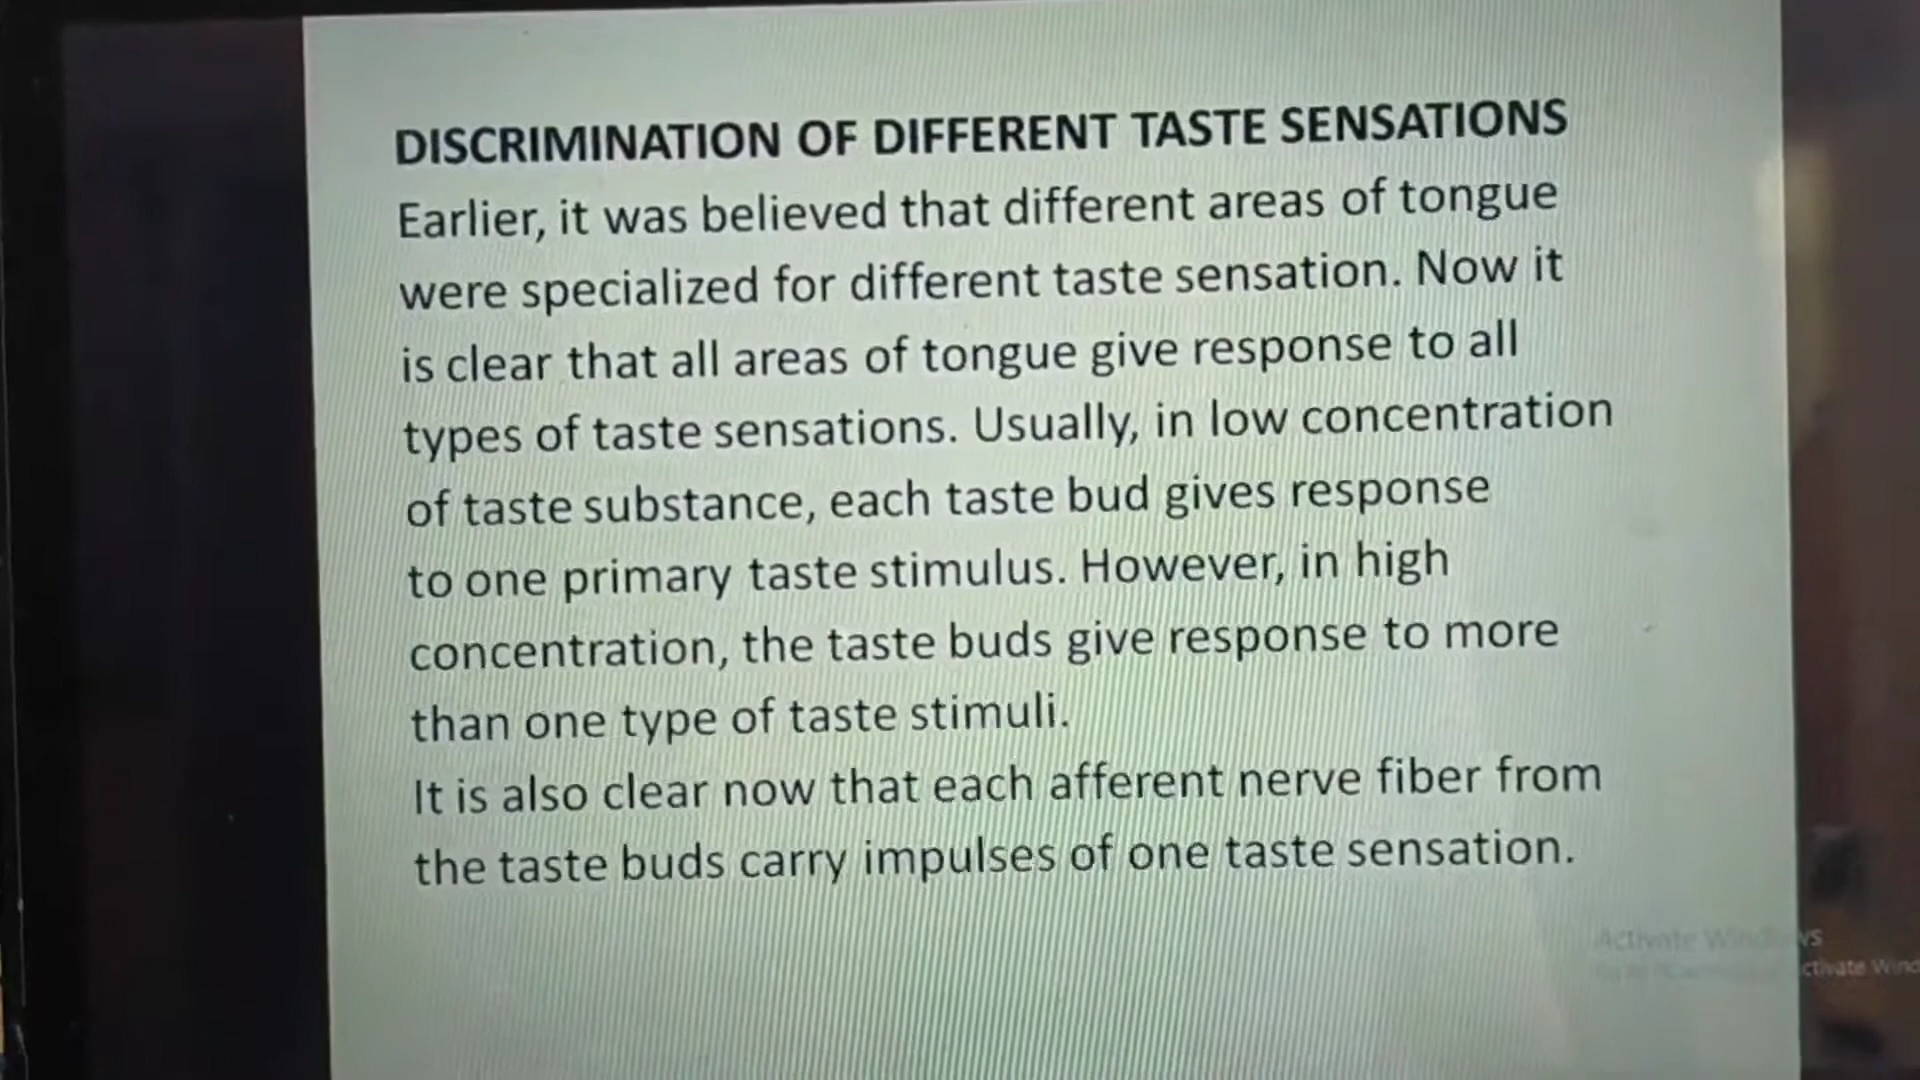 DISCRIMINATION OF DIFFERENT TASTE SENSATIONS
Earlier, it was believed that different areas of tongue
were specialized for different taste sensation. Now it
is clear that all areas of tongue give response to all
types of taste sensations. Usually, in low concentration
of taste substance, each taste bud gives response
to one primary taste stimulus. However, in high
concentration, the taste buds give response to more
than one type of taste stimuli.
It is also clear now that each afferent nerve fiber from
the taste buds carry impulses of one taste sensation.
Activate Windows